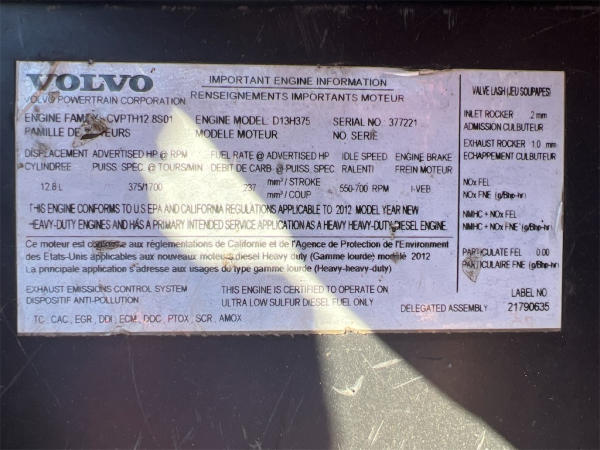 VOLVO
VOLVO POWERTRAIN CORPORATION
IMPORTANT ENGINE INFORMATION
RENSEIGNEMENTS IMPORTANTS MOTEUR
ENGINE FAMILY CVPTH12.8S01 ENGINE MODEL: D13H375 SERIAL NO. 377221
FAMILLE DE MOTEURS MODÈLE MOTEUR NO. SERIÉ
DISPLACEMENT ADVERTISED HP @ RPM FUEL RATE @ ADVERTISED HP IDLE SPEED ENGINE BRAKE
CYLINDREE PUISS. SPEC. @ TOURS/MIN DEBIT DE CARB. @ PUISS. SPEC RALENTI FREIN MOTEUR
12.8 L 375/1700 237 mm³/ STROKE 550-700 RPM I-VEB
mm³ / COUP
THIS ENGINE CONFORMS TO U.S EPA AND CALIFORNIA REGULATIONS APPLICABLE TO 2012 MODEL YEAR NEW
HEAVY-DUTY ENGINES AND HAS A PRIMARY INTENDED SERVICE APPLICATION AS A HEAVY HEAVY-DUTY DIESEL ENGINE.
Ce moteur est conforme aux réglementations de Californie et de l'Agence de Protection de l'Environment
des Etats-Unis applicables aux nouveaux moteurs diesel Heavy duty (Gamme lourde) modèle 2012
La principale application s'adresse aux usages du type gamme lourde (Heavy-heavy-duty)
EXHAUST EMISSIONS CONTROL SYSTEM
DISPOSITIF ANTI-POLLUTION
THIS ENGINE IS CERTIFIED TO OPERATE ON
ULTRA LOW SULFUR DIESEL FUEL ONLY
TC, CAC, EGR, DDI, ECM, DOC, PTOX, SCR, AMOX
DELEGATED ASSEMBLY
VALVE LASH (JEU SOUPAPES)
INLET ROCKER .2 mm
ADMISSION CULBUTEUR
EXHAUST ROCKER 1.0 mm
ECHAPPEMENT CULBUTEUR
NOx FEL
NOx FNE (g/Bhp-hr)
NMHC + NOx FEL
NMHC + NOx FNE (g/Bhp-hr)
PARTICULATE FEL 0.00
PARTICULAIRE FNE (g/Bhp-hr)
LABEL NO
21790635